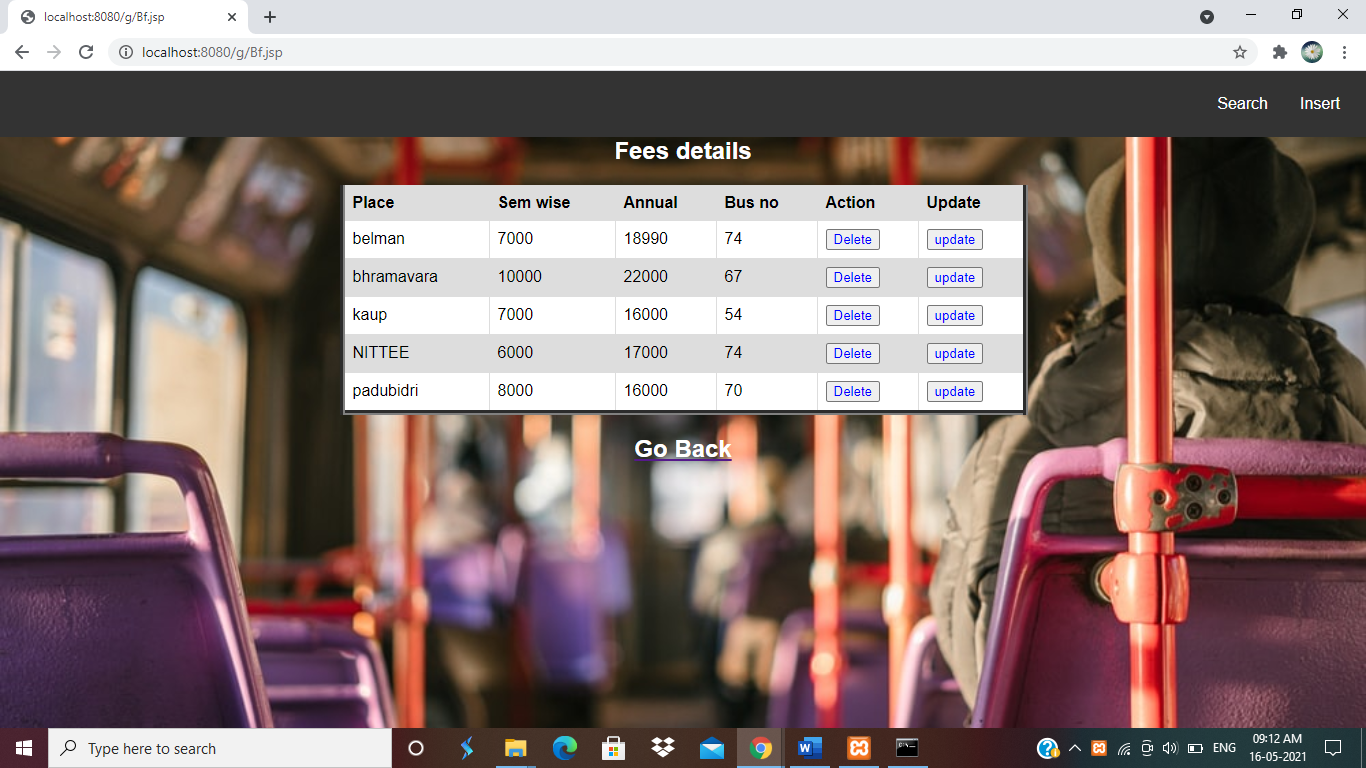 localhost:8080/g/Bf.jsp
localhost:8080/g/Bf.jsp
Search Insert
Fees details
Place Sem wise Annual Bus no Action Update
belman 7000 18990 74 Delete update
bhramavara 10000 22000 67 Delete update
kaup 7000 16000 54 Delete update
NITTEE 6000 17000 74 Delete update
padubidri 8000 16000 70 Delete update
Go Back
Type here to search
ENG
09:12 AM
16-05-2021